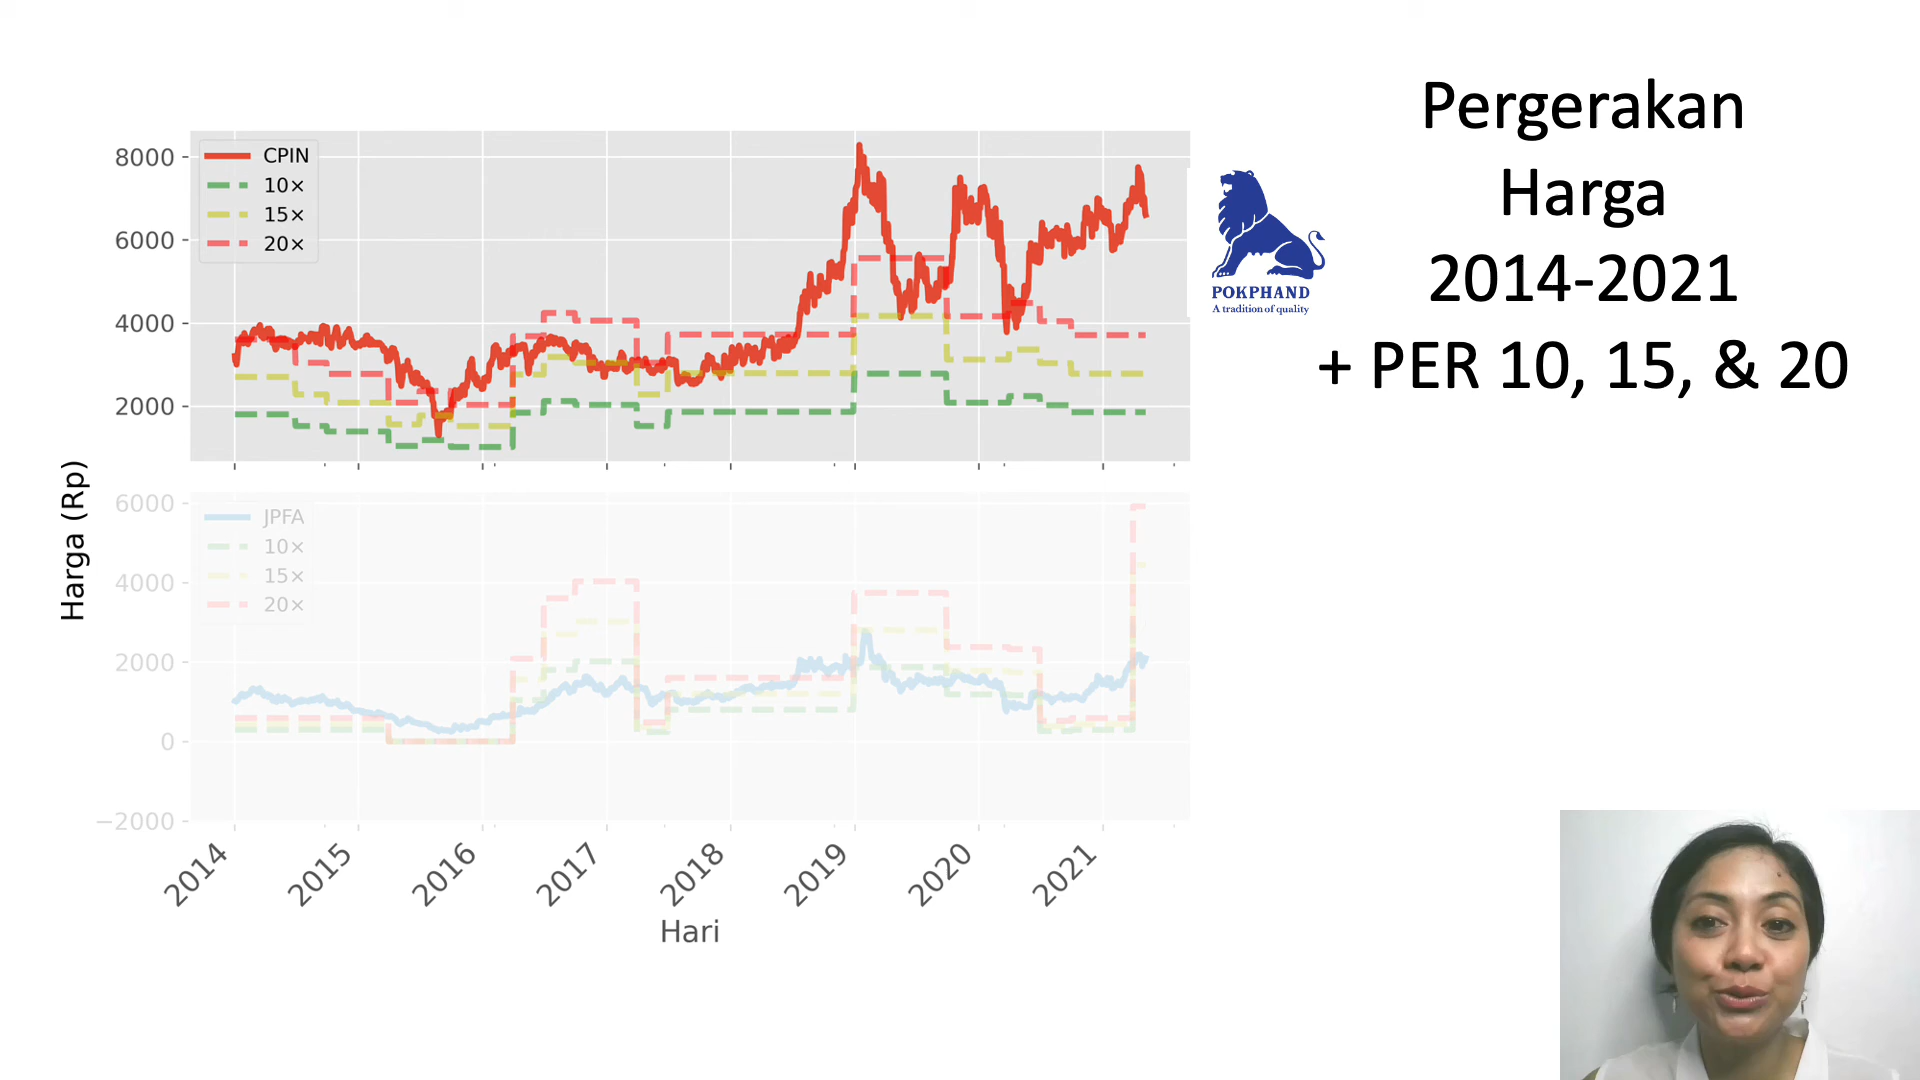 Pergerakan
Harga
2014-2021
+ PER 10, 15, & 20
POKPHAND
A tradition of quality
Harga (Rp)
8000
6000
4000
2000
CPIN
10×
15×
20×
6000
4000
2000
0
−2000
JPFA
10×
15×
20×
2014
2015
2016
2017
2018
2019
2020
2021
Hari